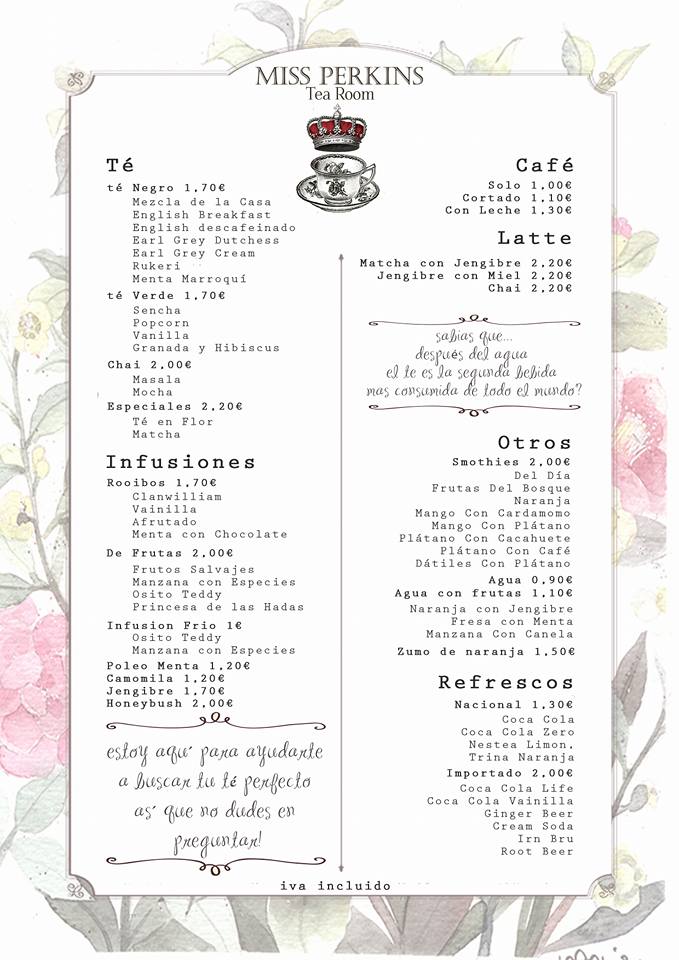 MISS PERKINS
Tea Room
Té
té Negro 1,70€
Mezcla de la Casa
English Breakfast
English descafeinado
Earl Grey Dutchess
Earl Grey Cream
Rukeri
Menta Marroquí
té Verde 1,70€
Sencha
Popcorn
Vanilla
Granada y Hibiscus
Chai 2,00€
Masala
Mocha
Especiales 2,20€
Té en Flor
Matcha
Infusiones
Rooibos 1,70€
Clanwilliam
Vainilla
Afrutado
Menta con Chocolate
De Frutas 2,00€
Frutos Salvajes
Manzana con Especies
Osito Teddy
Princesa de las Hadas
Infusion Frio 1€
Osito Teddy
Manzana con Especies
Poleo Menta 1,20€
Camomila 1,20€
Jengibre 1,70€
Honeybush 2,00€
estoy aqu´ para ayudarte
a buscar tu té perfecto
as´ que no dudes en
preguntar!
Café
Solo 1,00€
Cortado 1,10€
Con Leche 1,30€
Latte
Matcha con Jengibre 2,20€
Jengibre con Miel 2,20€
Chai 2,20€
sabias que...
después del agua
el te es la segunda bebida
mas consumida de todo el mundo?
Otros
Smothies 2,00€
Del Día
Frutas Del Bosque
Naranja
Mango Con Cardamomo
Mango Con Plátano
Plátano Con Cacahuete
Plátano Con Café
Dátiles Con Plátano
Agua 0,90€
Agua con frutas 1,10€
Naranja con Jengibre
Fresa con Menta
Manzana Con Canela
Zumo de naranja 1,50€
Refrescos
Nacional 1,30€
Coca Cola
Coca Cola Zero
Nestea Limon,
Trina Naranja
Importado 2,00€
Coca Cola Life
Coca Cola Vainilla
Ginger Beer
Cream Soda
Irn Bru
Root Beer
iva incluido